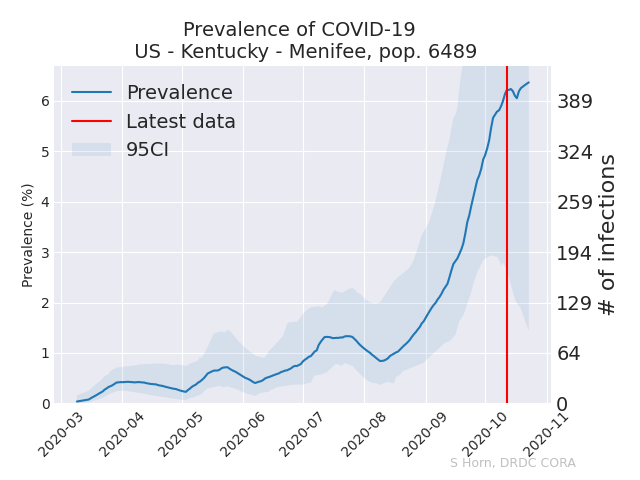 Prevalence of COVID-19
US - Kentucky - Menifee, pop. 6489
Prevalence
Latest data
95CI
Prevalence (%)
6
5
4
3
2
1
0
389
324
259
194
129
64
0
# of infections
2020-03
2020-04
2020-05
2020-06
2020-07
2020-08
2020-09
2020-10
2020-11
S Horn, DRDC CORA